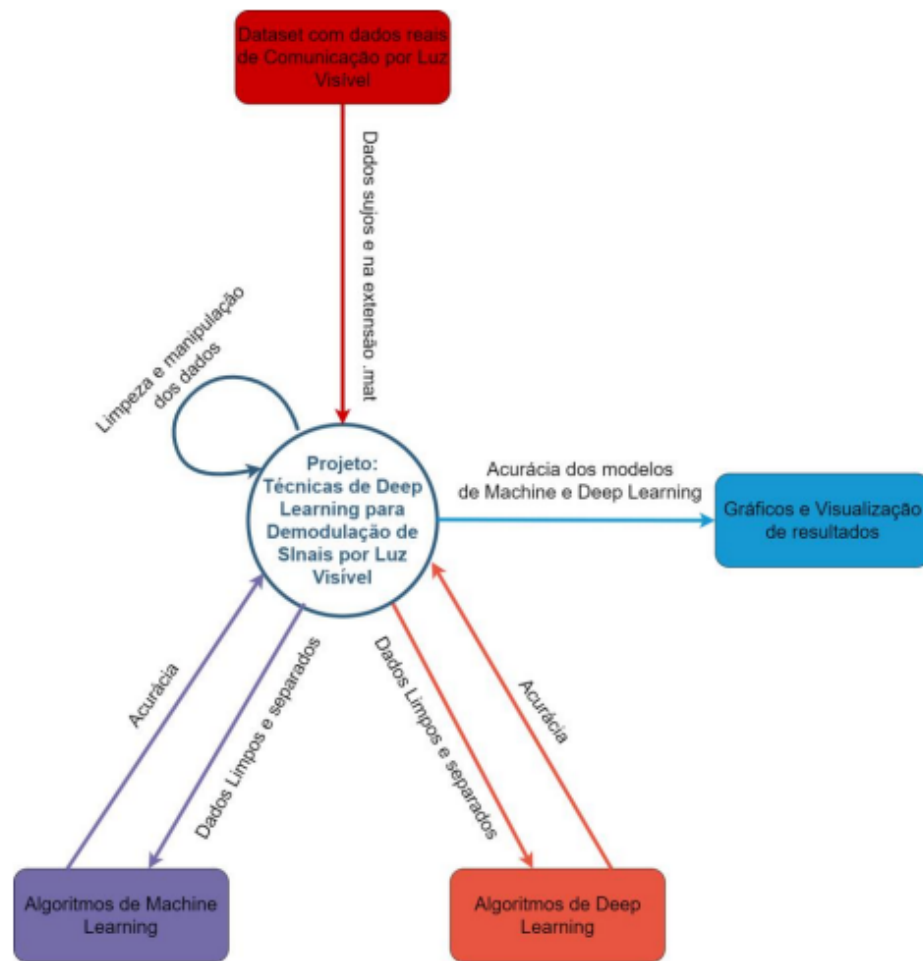 Dataset com dados reais
de Comunicação por Luz
Visível
Dados sujos e na extensão .mat
Limpeza e manipulação
dos dados
Projeto:
Técnicas de Deep
Learning para
Demodulação de
SInais por Luz
Visível
Acurácia dos modelos
de Machine e Deep Learning
Gráficos e Visualização
de resultados
Acurácia
Dados Limpos e separados
Dados Limpos e separados
Acurácia
Algoritmos de Machine
Learning
Algoritmos de Deep
Learning